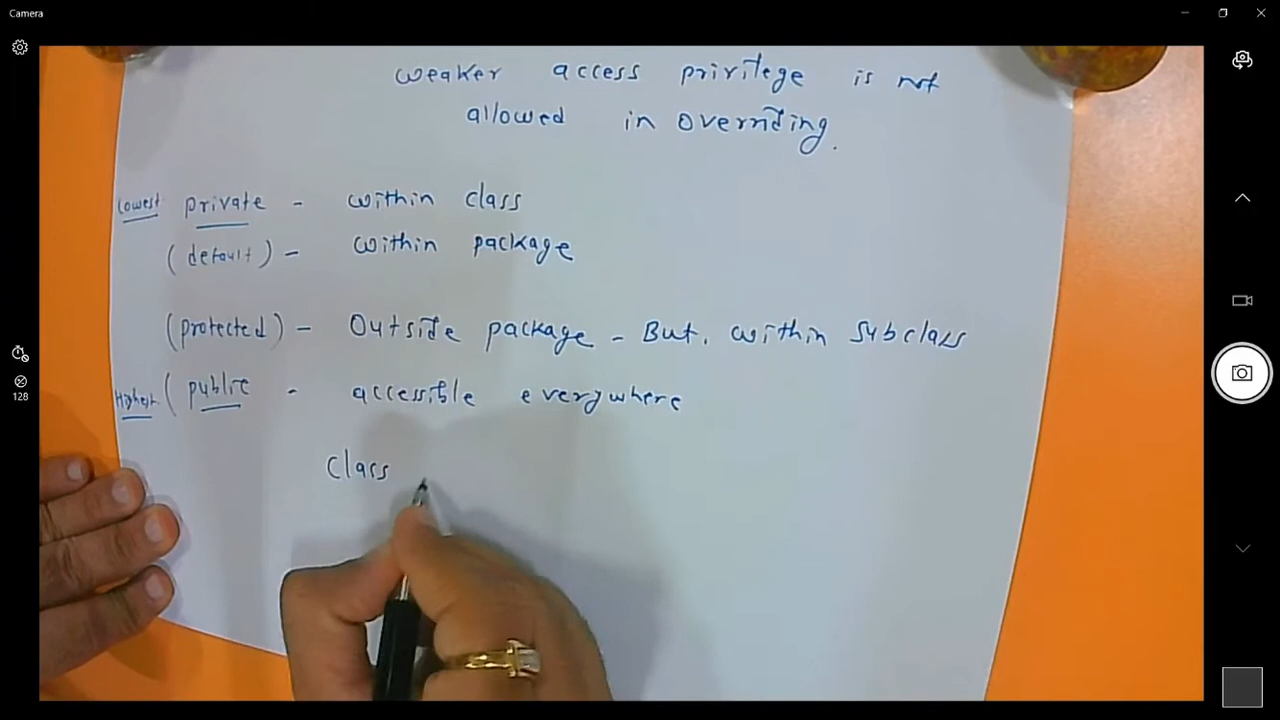 Camera
weaker access privilege is not
allowed in overriding.
Lowest private - within class
(default) - within package
(protected) - Outside package - But. within Subclass
Highest (public - accessible everywhere
class
128